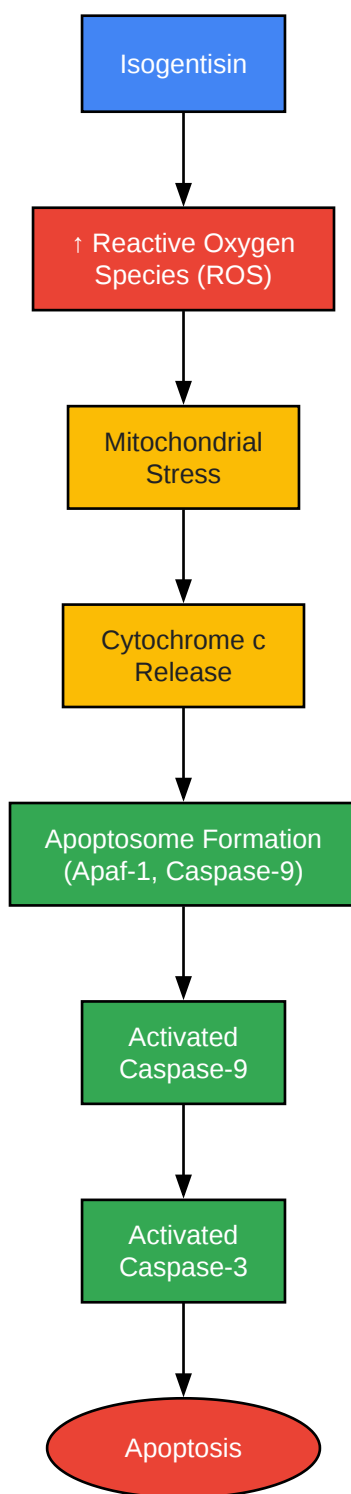 Isogentisin
↑ Reactive Oxygen
Species (ROS)
Mitochondrial
Stress
Cytochrome c
Release
Apoptosome Formation
(Apaf-1, Caspase-9)
Activated
Caspase-9
Activated
Caspase-3
Apoptosis